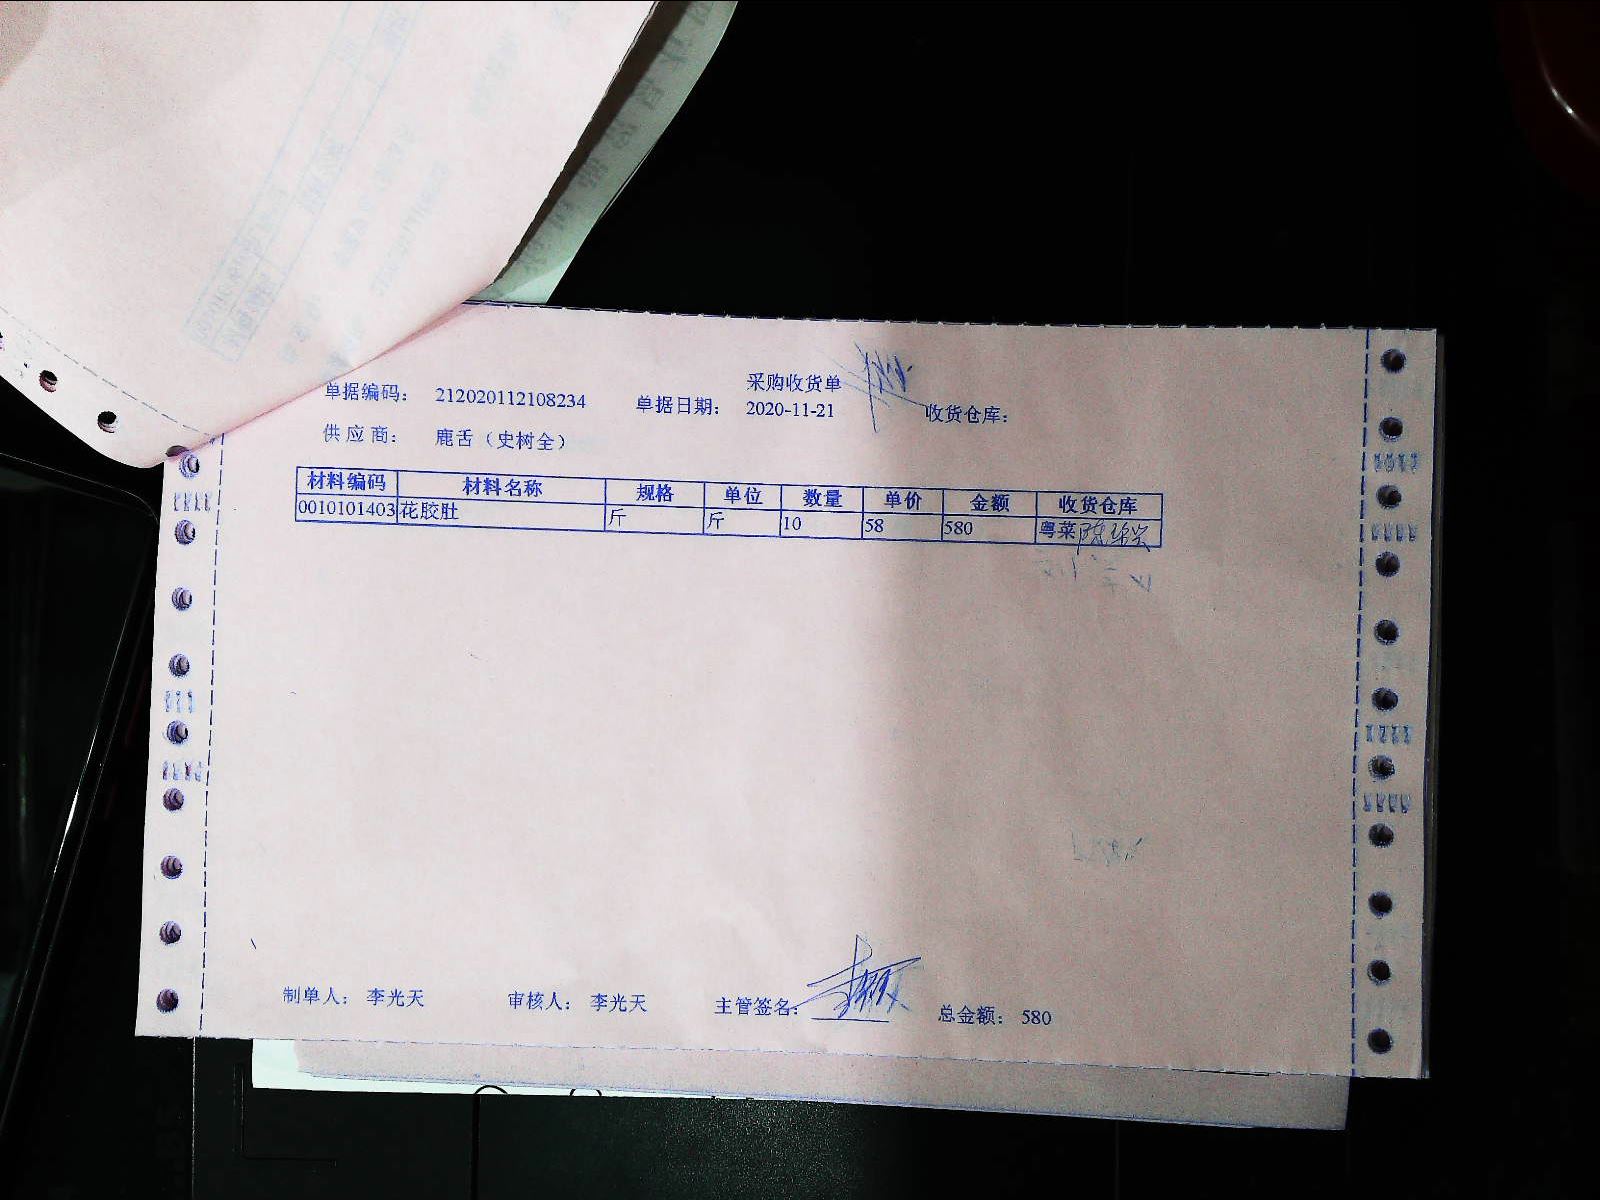 采购收货单
单据编码： 212020112108234 单据日期： 2020-11-21 收货仓库：
供 应 商： 鹿舌（史树全）
材料编码 材料名称 规格 单位 数量 单价 金额 收货仓库
0010101403 花胶肚 斤 斤 10 58 580 粤菜
制单人： 李光天 审核人： 李光天 主管签名： 总金额： 580